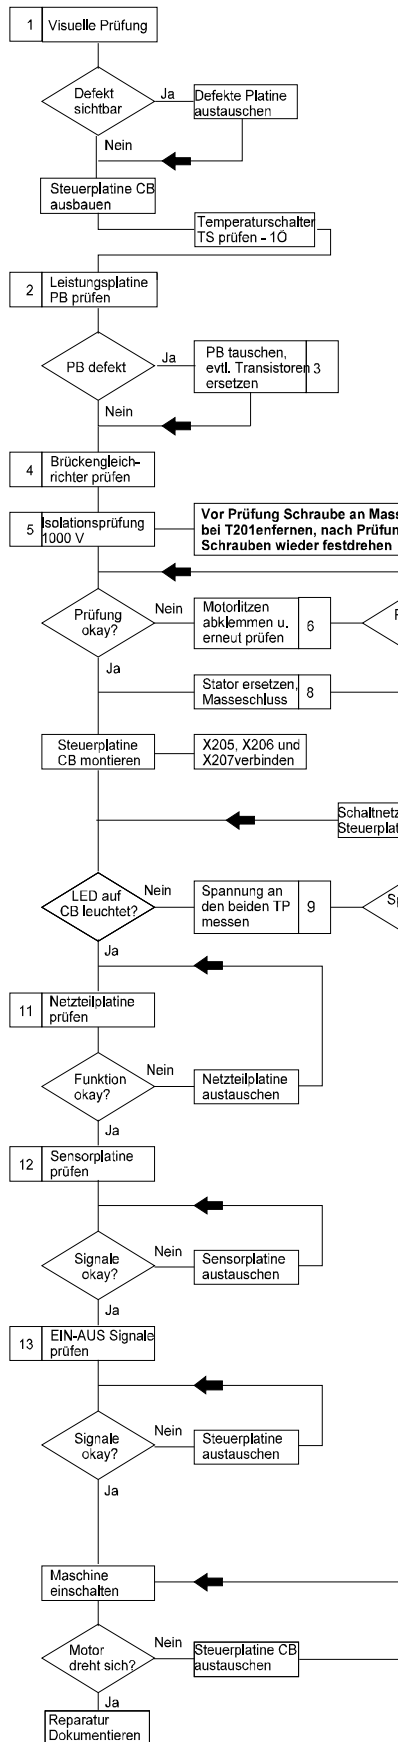 1 Visuelle Prüfung
Defekt
sichtbar
Ja
Defekte Platine
austauschen
Nein
Steuerplatine CB
ausbauen
Temperaturschalter
TS prüfen - 1Ö
2 Leistungsplatine
PB prüfen
PB defekt
Ja
PB tauschen,
evtl. Transistoren 3
ersetzen
Nein
4 Brückengleich-
richter prüfen
5 Isolationsprüfung
1000 V
Vor Prüfung Schraube an Mass
bei T201enfernen, nach Prüfun
Schrauben wieder festdrehen
Prüfung
okay?
Nein
Motorlitzen
abklemmen u. 6
erneut prüfen
Ja
Stator ersetzen, 8
Masseschluss
Steuerplatine
CB montieren
X205, X206 und
X207verbinden
Schaltnetz
Steuerplat
LED auf
CB leuchtet?
Nein
Spannung an
den beiden TP 9
messen
Sp
Ja
11 Netzteilplatine
prüfen
Funktion
okay?
Nein
Netzteilplatine
austauschen
Ja
12 Sensorplatine
prüfen
Signale
okay?
Nein
Sensorplatine
austauschen
Ja
13 EIN-AUS Signale
prüfen
Signale
okay?
Nein
Steuerplatine
austauschen
Ja
Maschine
einschalten
Motor
dreht sich?
Nein
Steuerplatine CB
austauschen
Ja
Reparatur
Dokumentieren